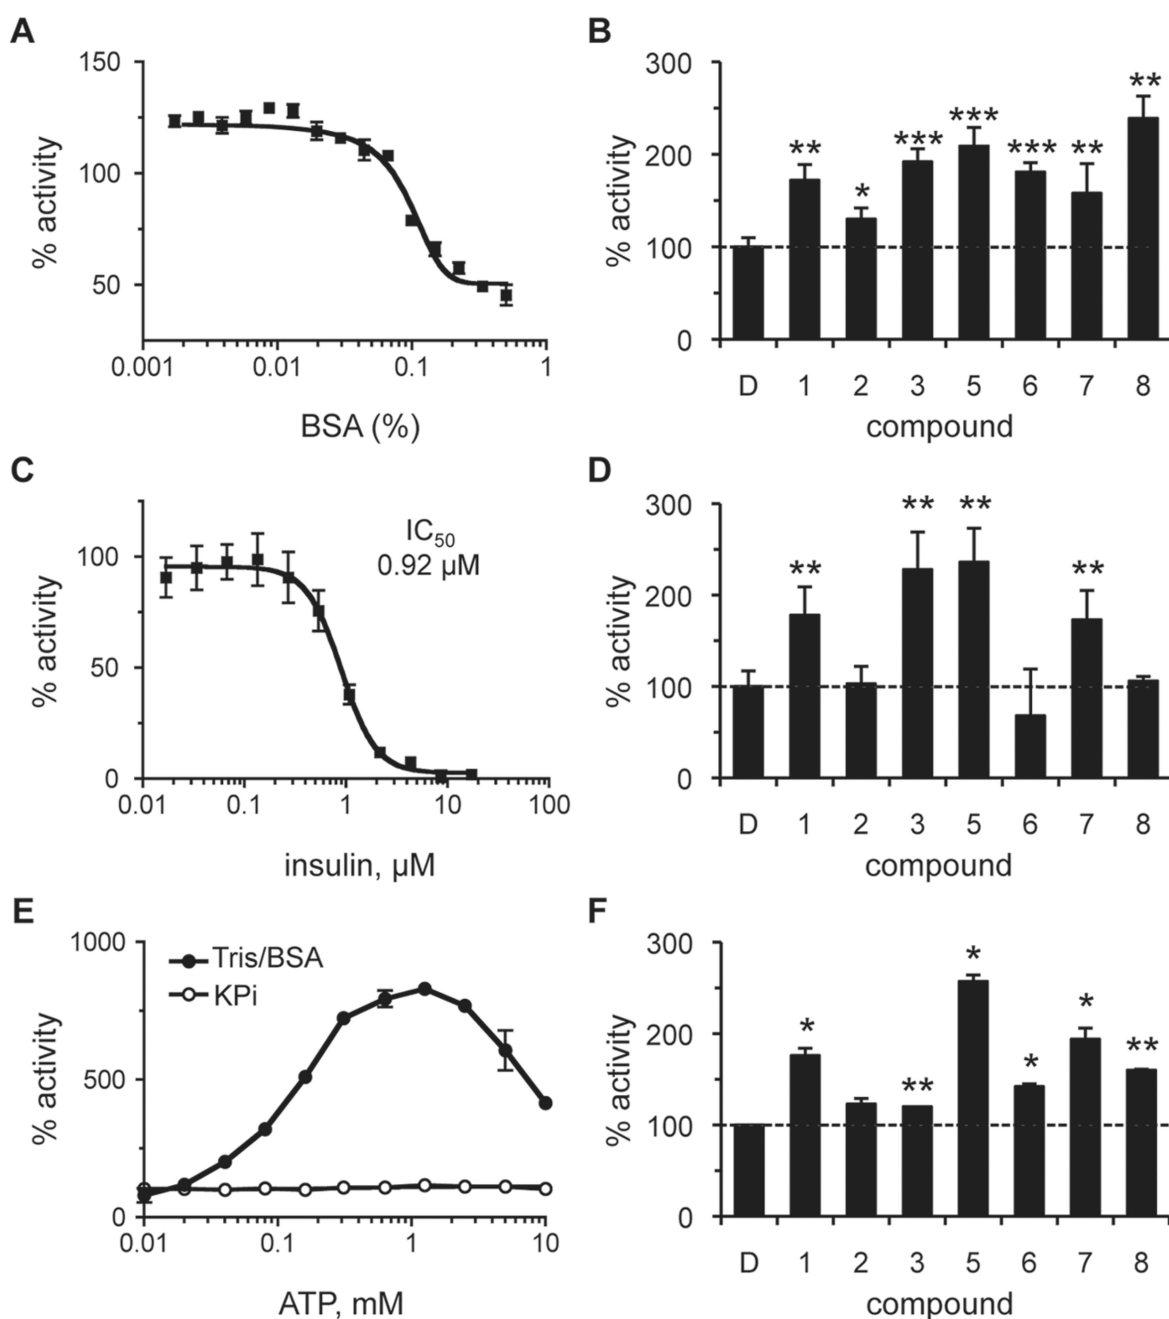 A
150
100
50
% activity
0.001 0.01 0.1 1
BSA (%)
B
300
200
100
0
% activity
** * *** *** *** ** **
D 1 2 3 5 6 7 8
compound
C
100
50
0
% activity
IC50
0.92 µM
0.01 0.1 1 10 100
insulin, µM
D
300
200
100
0
% activity
** ** ** **
D 1 2 3 5 6 7 8
compound
E
1000
500
0
% activity
Tris/BSA
KPi
0.01 0.1 1 10
ATP, mM
F
300
200
100
0
% activity
* ** * * * **
D 1 2 3 5 6 7 8
compound